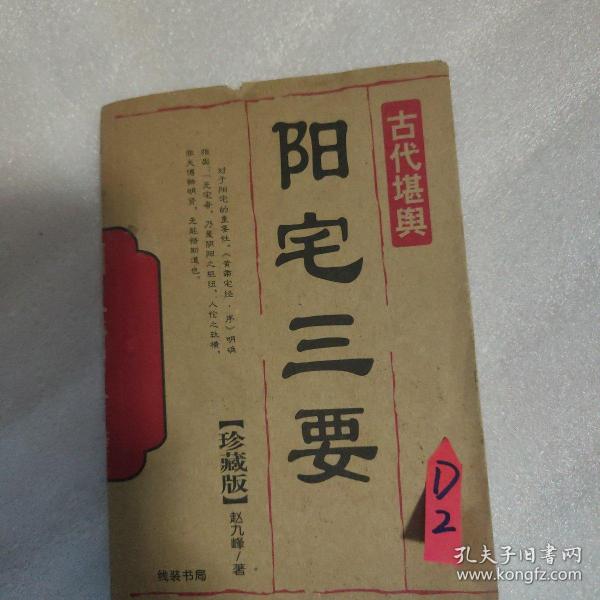 古代堪舆
阳宅三要
对于阳宅的重要性，《黄帝宅经·序》明确
指出：“夫宅者，乃是阴阳之枢纽，人伦之轨模，
非夫博物明贤，无能悟斯道也。
【珍藏版】
赵九峰/著
线装书局
D
2
孔夫子旧书网
www.kongfz.com